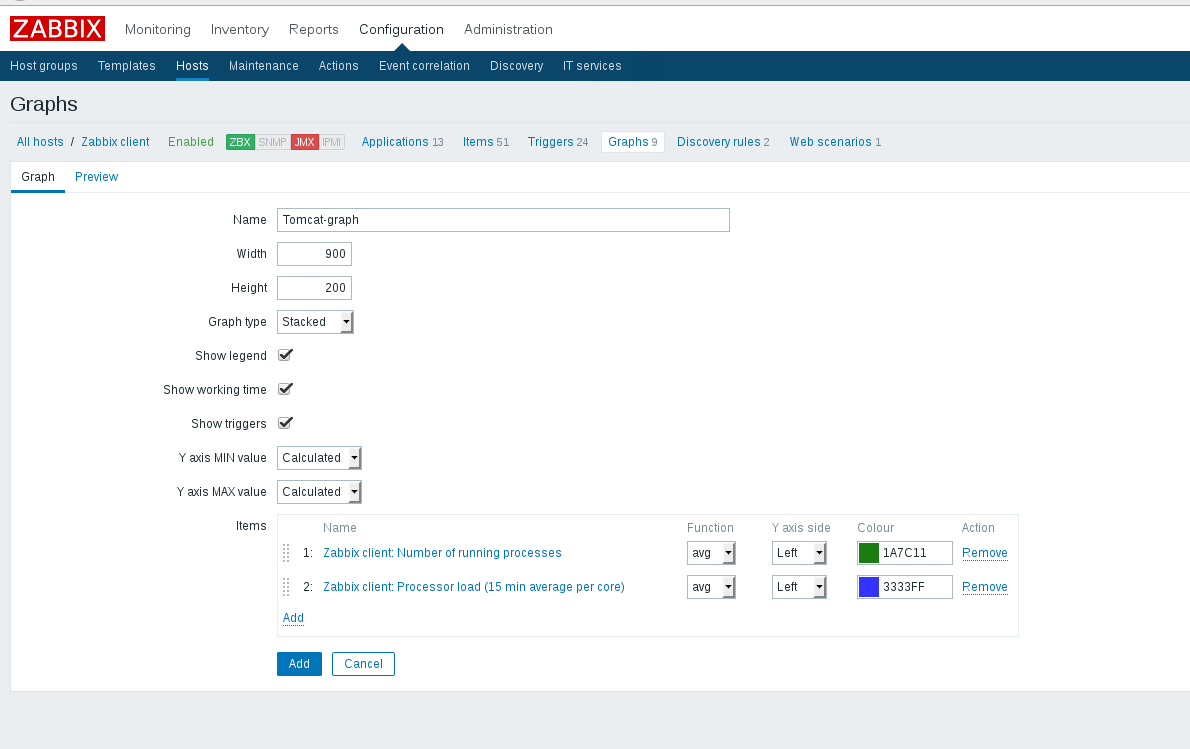 ZABBIX Monitoring Inventory Reports Configuration Administration
Host groups Templates Hosts Maintenance Actions Event correlation Discovery IT services
Graphs
All hosts / Zabbix client Enabled ZBX SNMP JMX IPMI Applications 13 Items 51 Triggers 24 Graphs 9 Discovery rules 2 Web scenarios 1
Graph Preview
Name Tomcat-graph
Width 900
Height 200
Graph type Stacked
Show legend
Show working time
Show triggers
Y axis MIN value Calculated
Y axis MAX value Calculated
Items Name Function Y axis side Colour Action
1: Zabbix client: Number of running processes avg Left 1A7C11 Remove
2: Zabbix client: Processor load (15 min average per core) avg Left 3333FF Remove
Add
Add Cancel